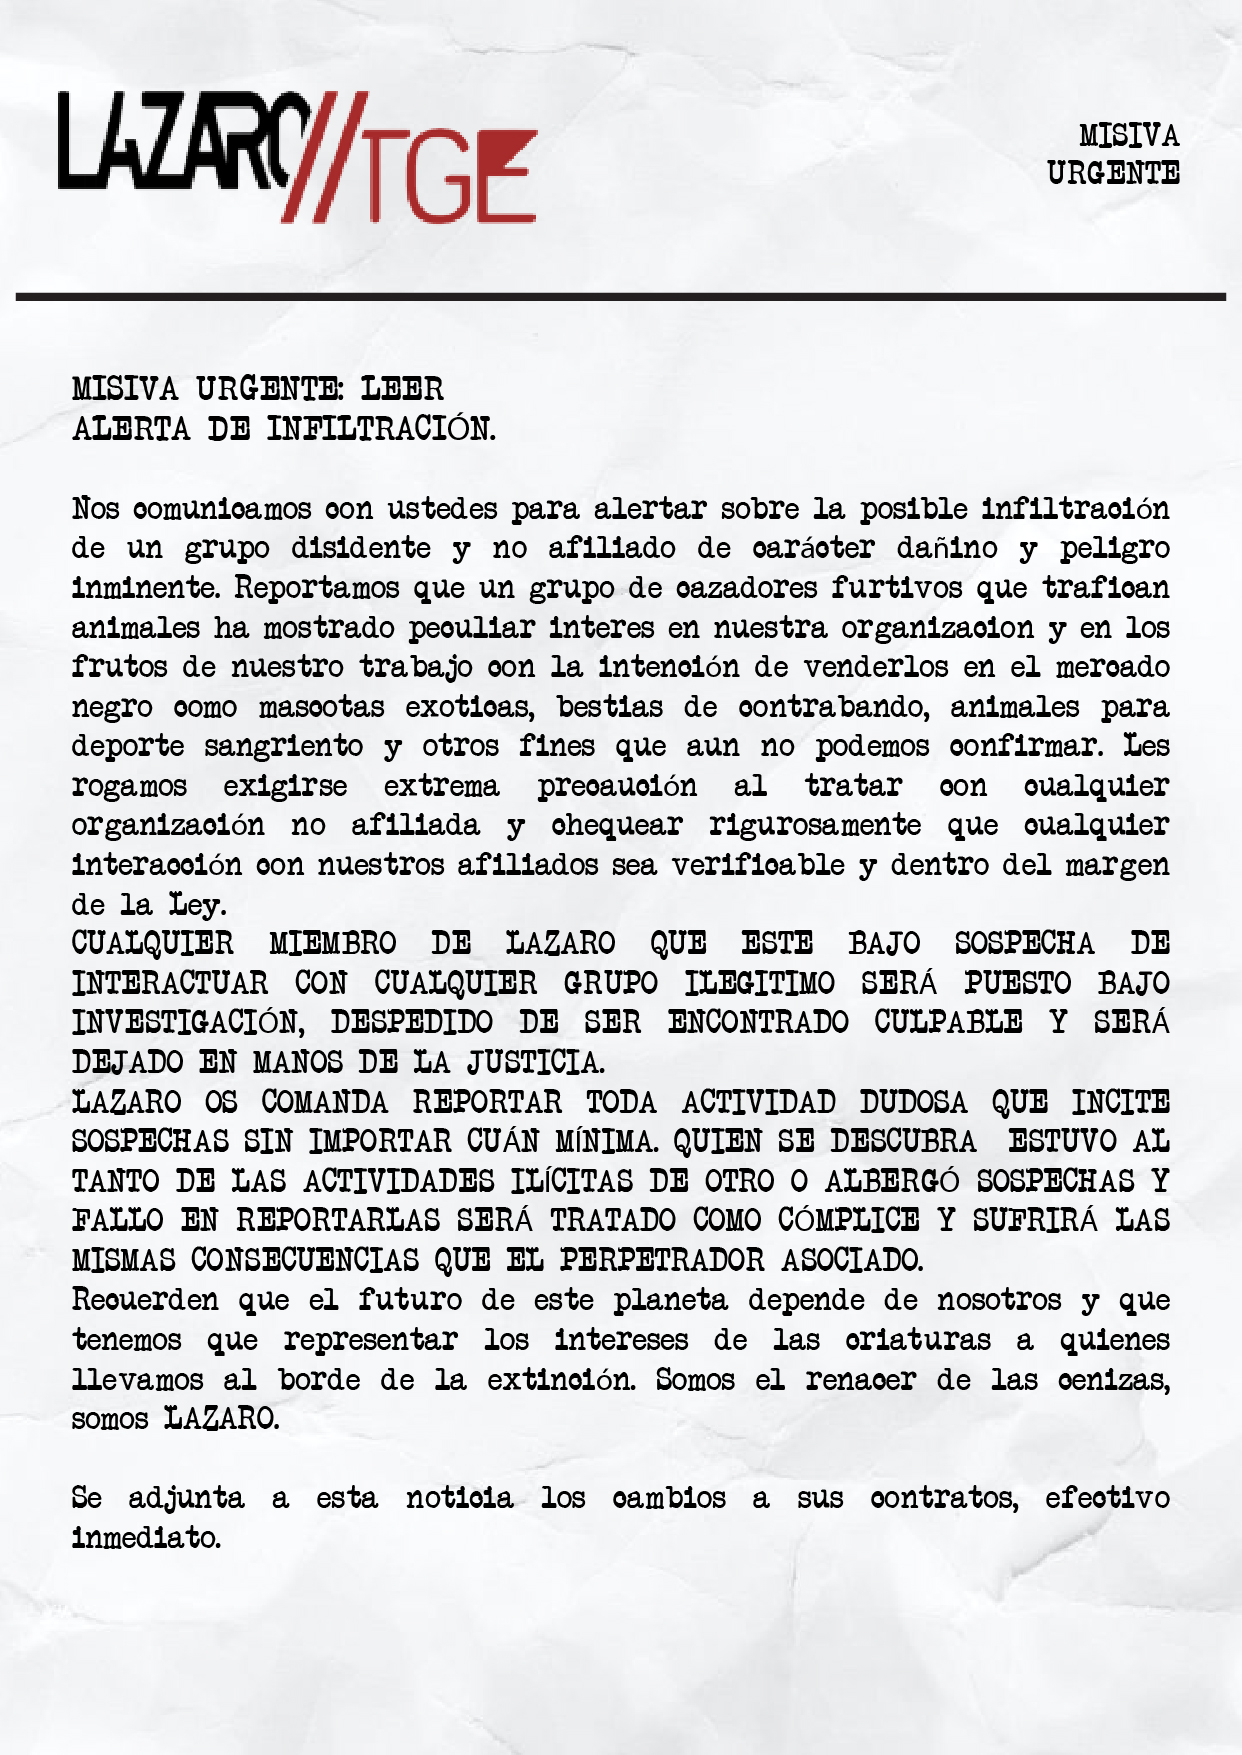 LAZARO//TGE
MISIVA
URGENTE
MISIVA URGENTE: LEER
ALERTA DE INFILTRACIÓN.
Nos comunicamos con ustedes para alertar sobre la posible infiltración
de un grupo disidente y no afiliado de carácter dañino y peligro
inminente. Reportamos que un grupo de cazadores furtivos que trafican
animales ha mostrado peculiar interes en nuestra organizacion y en los
frutos de nuestro trabajo con la intención de venderlos en el mercado
negro como mascotas exoticas, bestias de contrabando, animales para
deporte sangriento y otros fines que aun no podemos confirmar. Les
rogamos exigirse extrema precaución al tratar con cualquier
organización no afiliada y chequear rigurosamente que cualquier
interacción con nuestros afiliados sea verificable y dentro del margen
de la Ley.
CUALQUIER MIEMBRO DE LAZARO QUE ESTE BAJO SOSPECHA DE
INTERACTUAR CON CUALQUIER GRUPO ILEGITIMO SERÁ PUESTO BAJO
INVESTIGACIÓN, DESPEDIDO DE SER ENCONTRADO CULPABLE Y SERÁ
DEJADO EN MANOS DE LA JUSTICIA.
LAZARO OS COMANDA REPORTAR TODA ACTIVIDAD DUDOSA QUE INCITE
SOSPECHAS SIN IMPORTAR CUÁN MÍNIMA. QUIEN SE DESCUBRA ESTUVO AL
TANTO DE LAS ACTIVIDADES ILÍCITAS DE OTRO O ALBERGÓ SOSPECHAS Y
FALLO EN REPORTARLAS SERÁ TRATADO COMO CÓMPLICE Y SUFRIRÁ LAS
MISMAS CONSECUENCIAS QUE EL PERPETRADOR ASOCIADO.
Recuerden que el futuro de este planeta depende de nosotros y que
tenemos que representar los intereses de las criaturas a quienes
llevamos al borde de la extinción. Somos el renacer de las cenizas,
somos LAZARO.
Se adjunta a esta noticia los cambios a sus contratos, efectivo
inmediato.